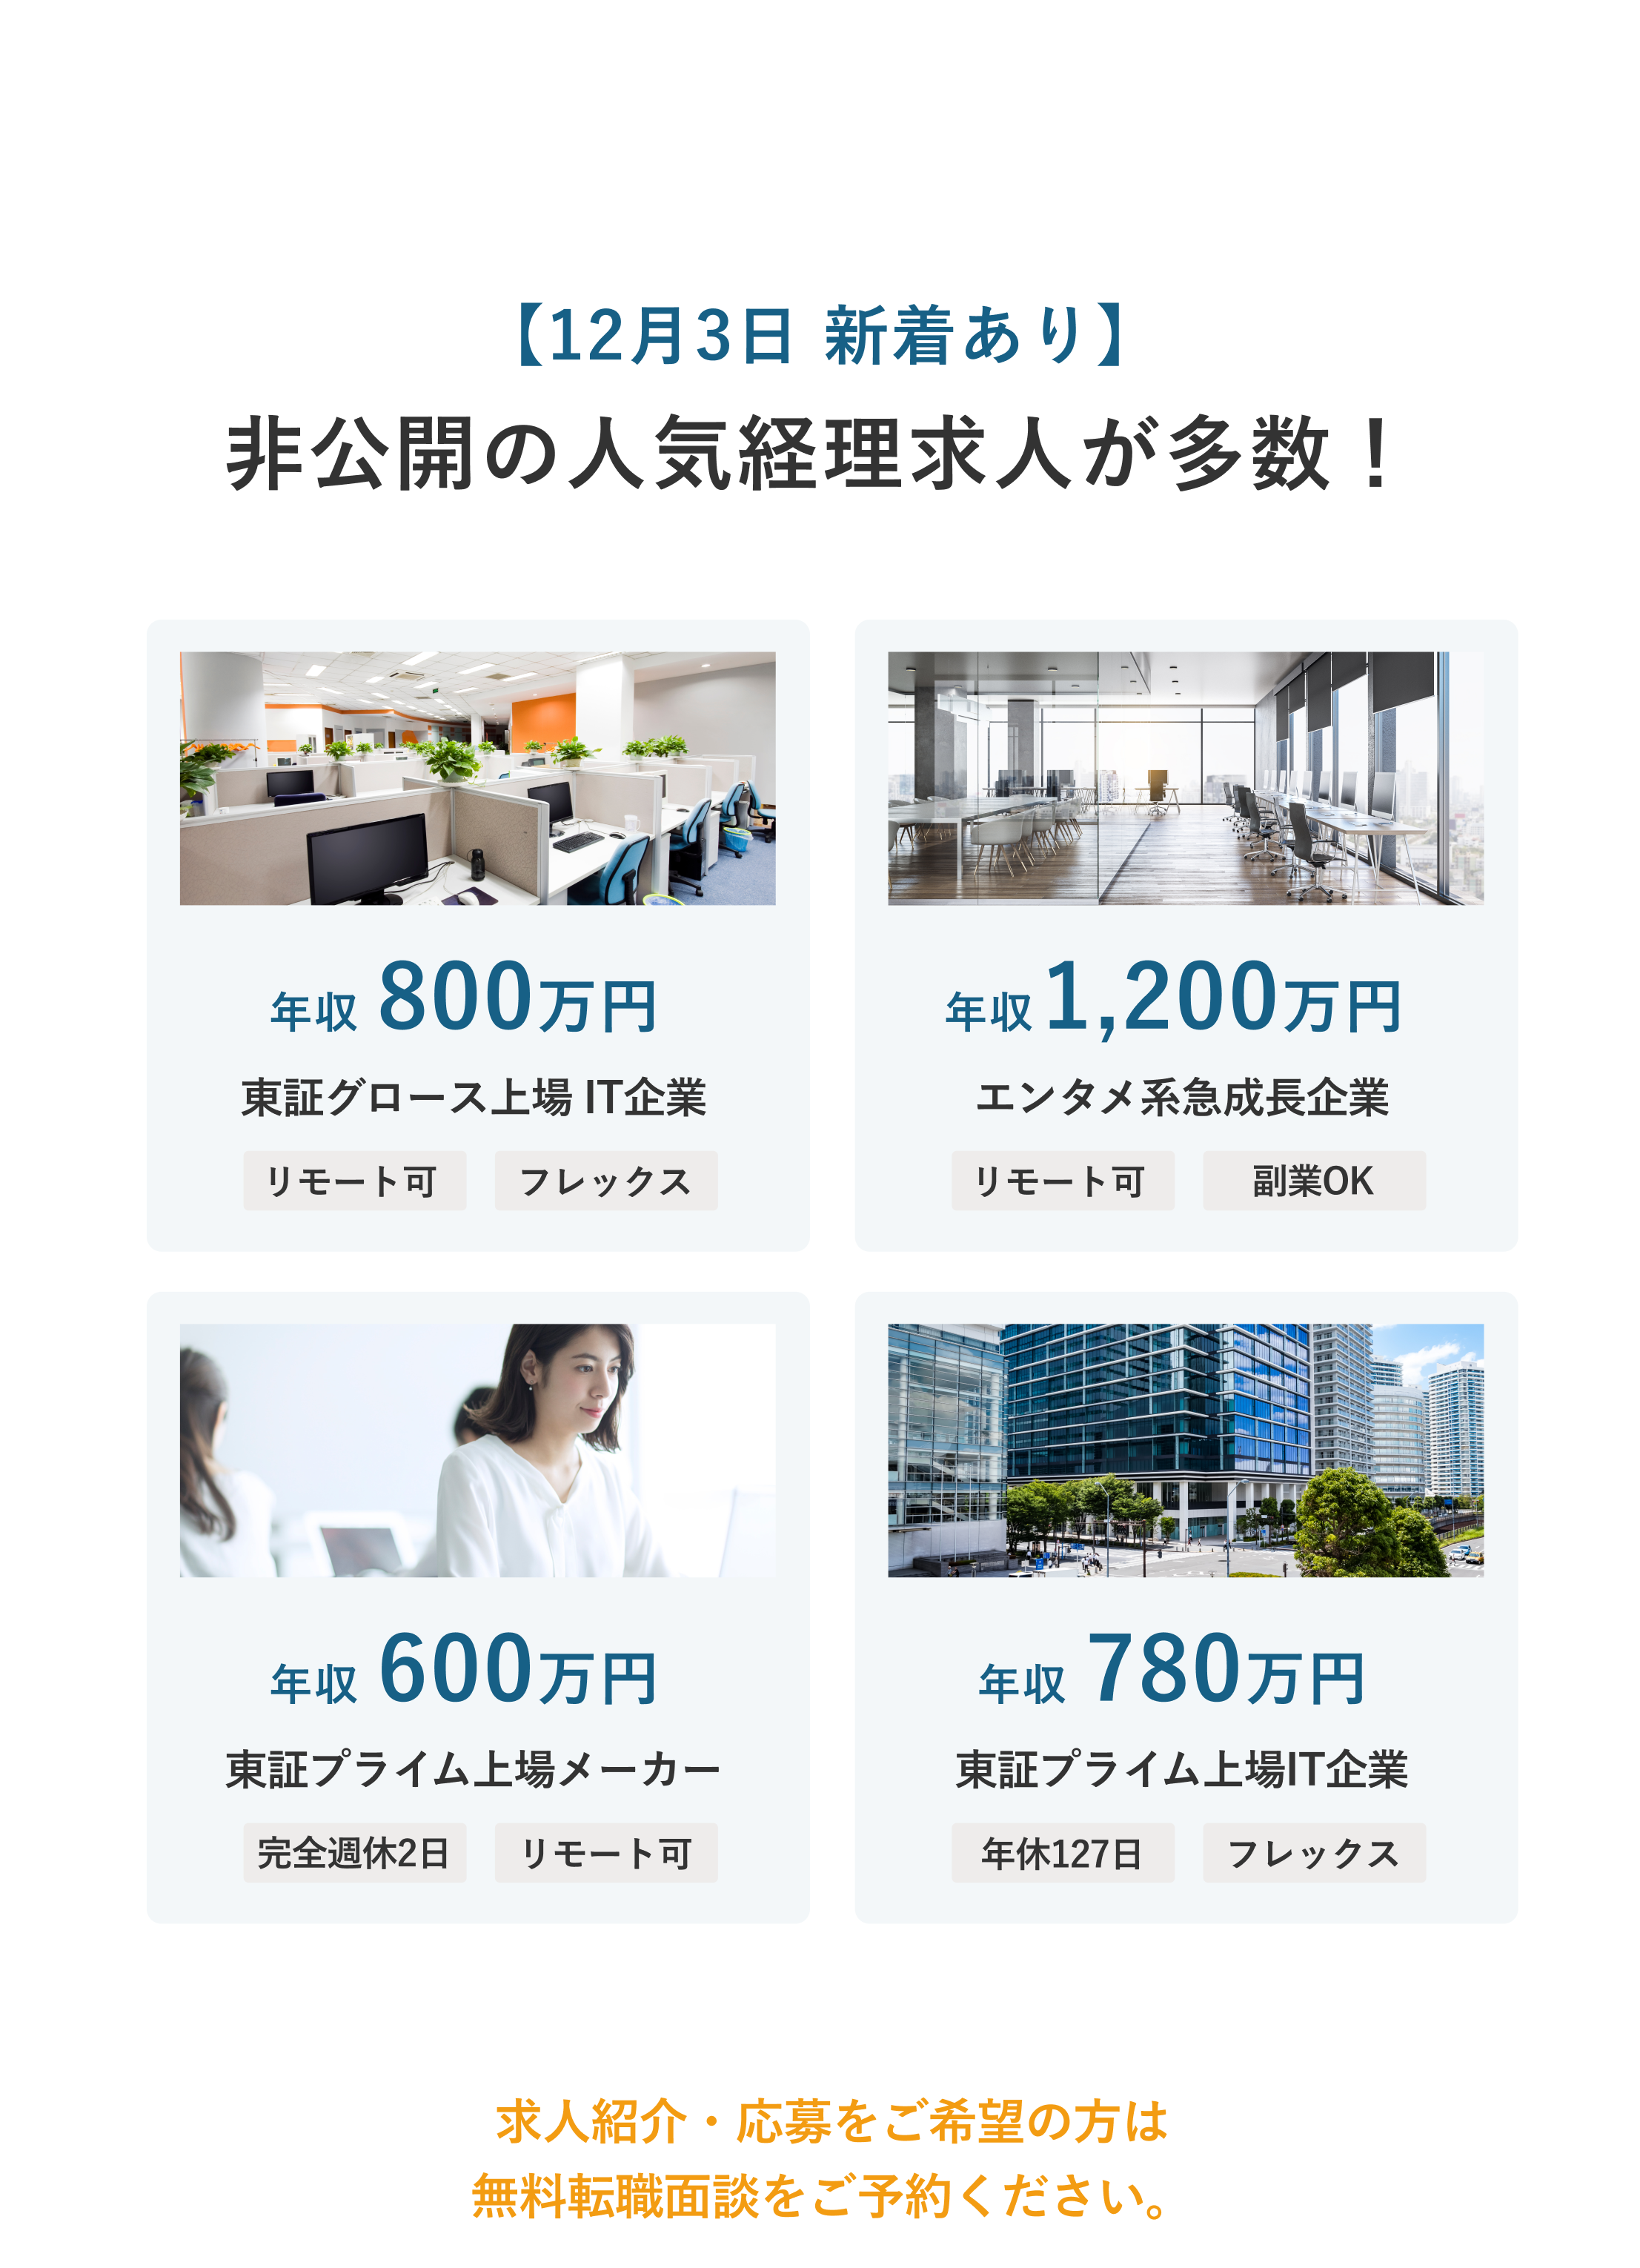 【12月3日 新着あり】
非公開の人気経理求人が多数！
年収 800万円
東証グロース上場 IT企業
リモート可 フレックス
年収 1,200万円
エンタメ系急成長企業
リモート可 副業OK
年収 600万円
東証プライム上場メーカー
完全週休2日 リモート可
年収 780万円
東証プライム上場IT企業
年休127日 フレックス
求人紹介・応募をご希望の方は
無料転職面談をご予約ください。